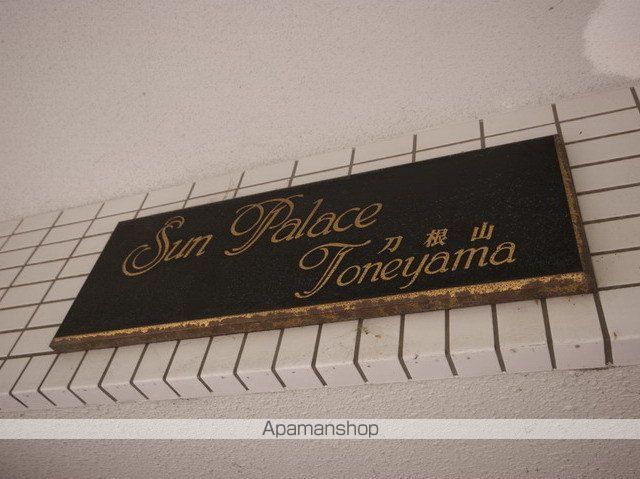 Sun Palace
刀根山
Toneyama
Apamanshop